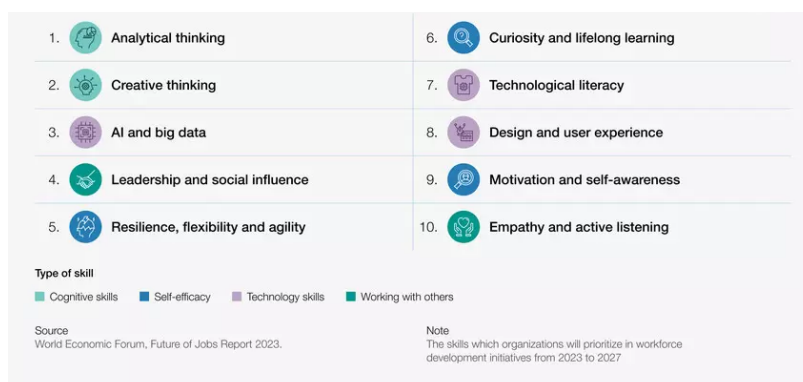 1. Analytical thinking
2. Creative thinking
3. AI and big data
4. Leadership and social influence
5. Resilience, flexibility and agility
6. Curiosity and lifelong learning
7. Technological literacy
8. Design and user experience
9. Motivation and self-awareness
10. Empathy and active listening
Type of skill
Cognitive skills
Self-efficacy
Technology skills
Working with others
Source
World Economic Forum, Future of Jobs Report 2023.
Note
The skills which organizations will prioritize in workforce
development initiatives from 2023 to 2027